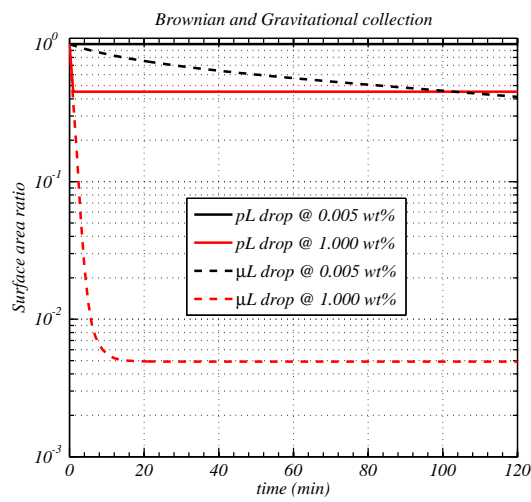 Brownian and Gravitational collection
Surface area ratio
10^0
10^-1
10^-2
10^-3
pL drop @ 0.005 wt%
pL drop @ 1.000 wt%
μL drop @ 0.005 wt%
μL drop @ 1.000 wt%
0 20 40 60 80 100 120
time (min)